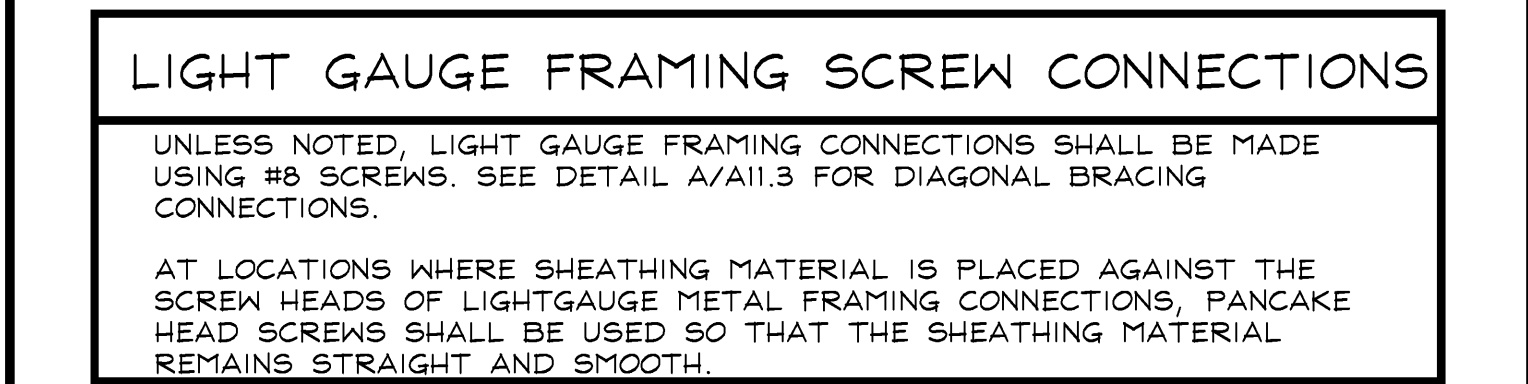 LIGHT GAUGE FRAMING SCREW CONNECTIONS
UNLESS NOTED, LIGHT GAUGE FRAMING CONNECTIONS SHALL BE MADE
USING #8 SCREWS. SEE DETAIL A/A11.3 FOR DIAGONAL BRACING
CONNECTIONS.
AT LOCATIONS WHERE SHEATHING MATERIAL IS PLACED AGAINST THE
SCREW HEADS OF LIGHTGAUGE METAL FRAMING CONNECTIONS, PANCAKE
HEAD SCREWS SHALL BE USED SO THAT THE SHEATHING MATERIAL
REMAINS STRAIGHT AND SMOOTH.